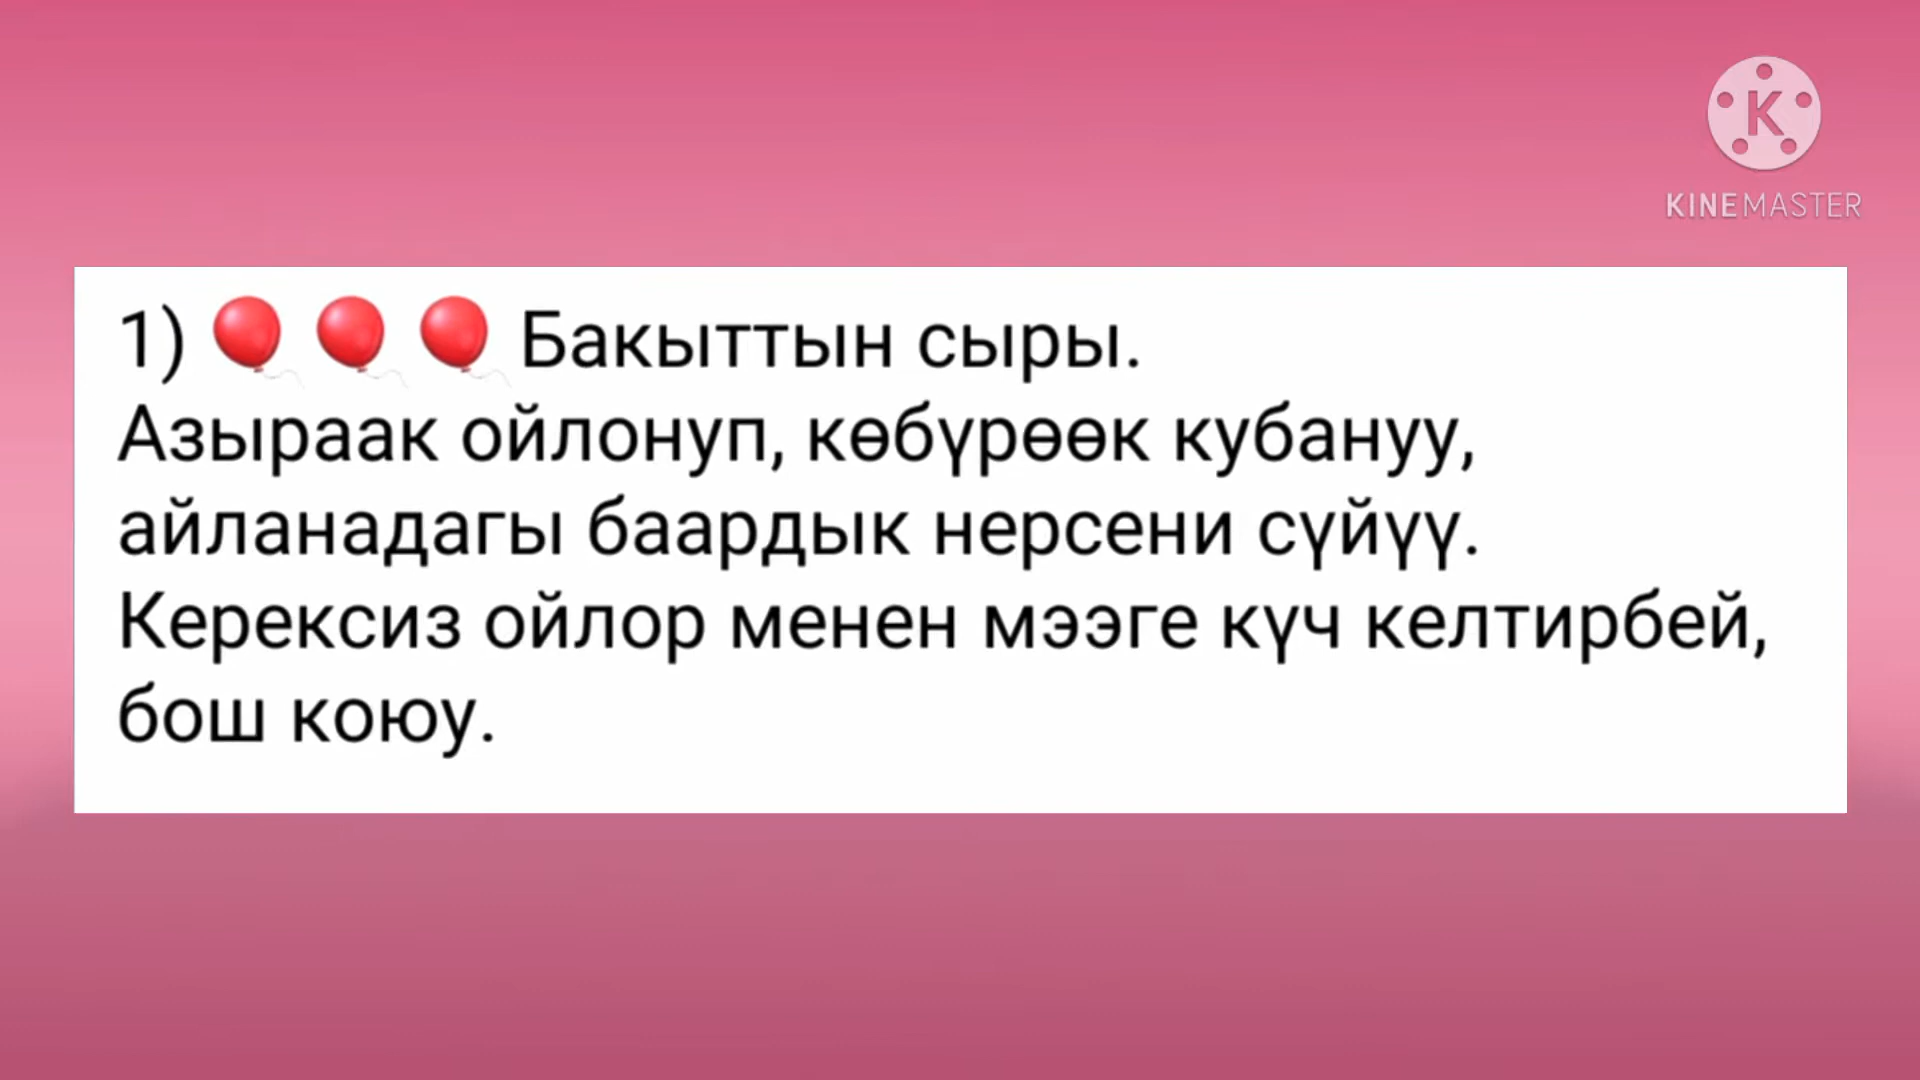 KINEMASTER
1) 🎈 🎈 🎈 Бакыттын сыры.
Азыраак ойлонуп, көбүрөөк кубануу,
айланадагы баардык нерсени сүйүү.
Керексиз ойлор менен мээге күч келтирбей,
бош коюу.